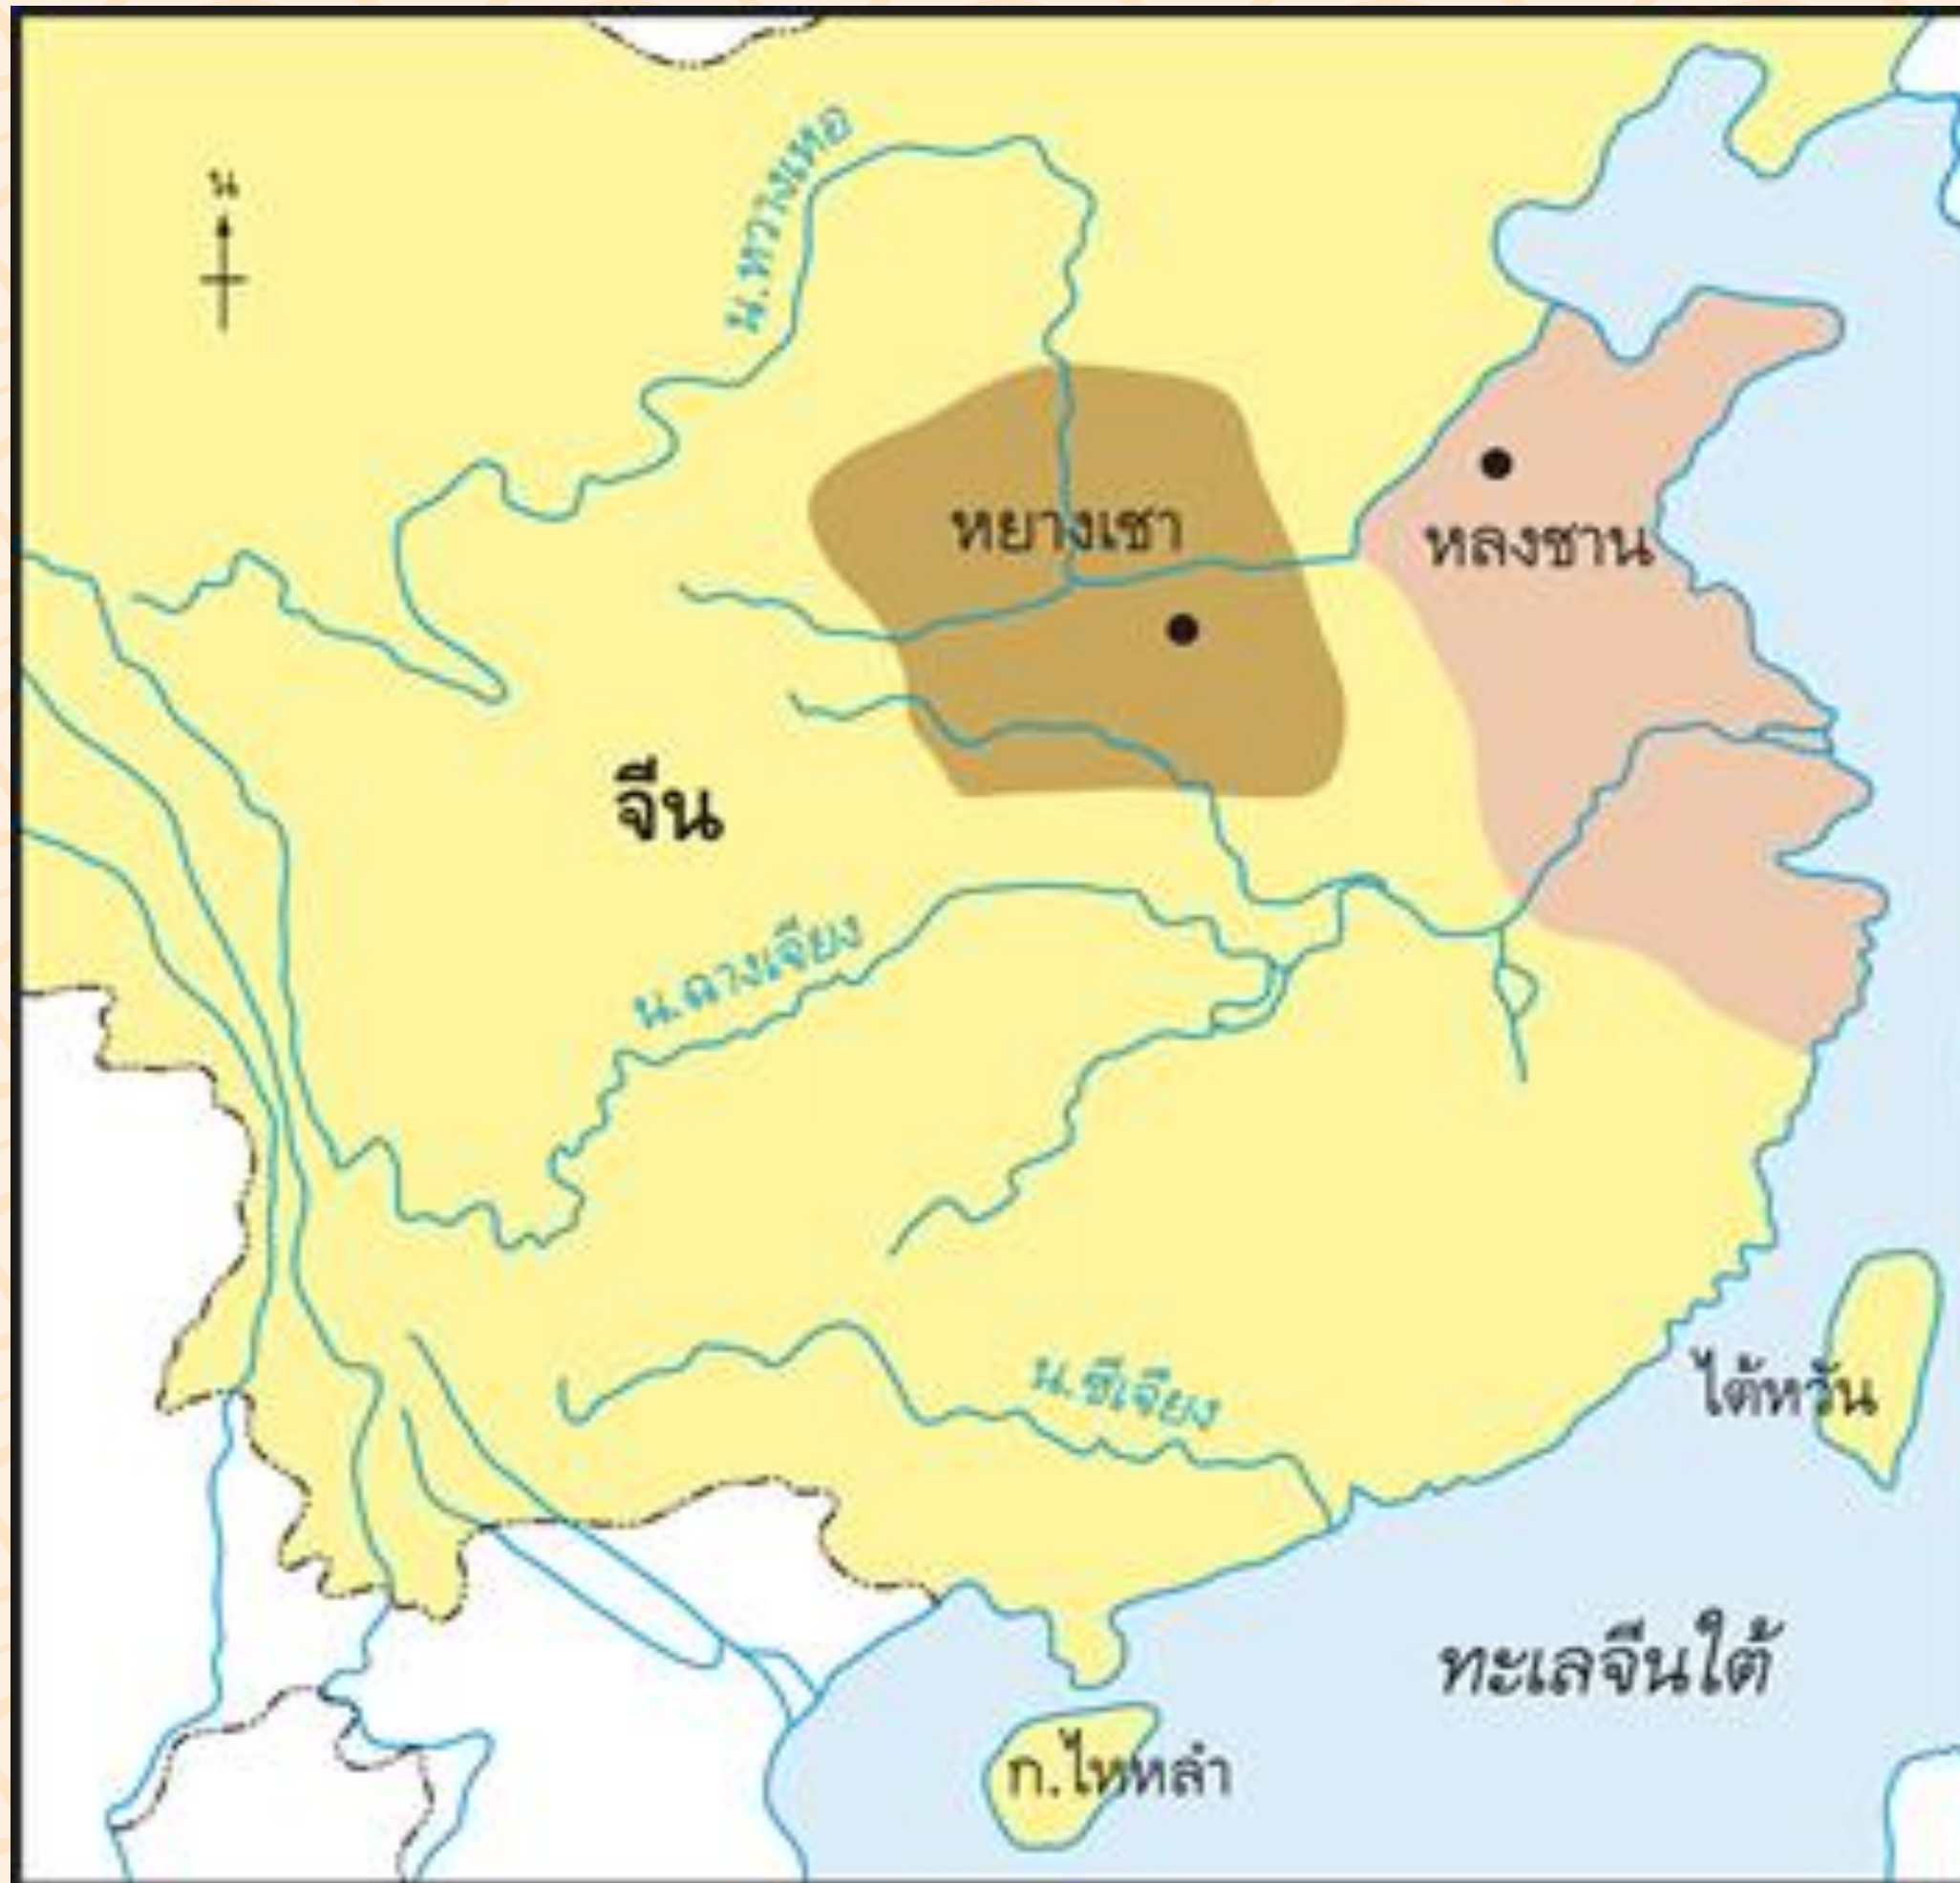 น
น.หวางเหอ
หยางเชา
หลงชาน
จีน
น.ฉางเจียง
น.ซีเจียง
ไต้หวัน
ทะเลจีนใต้
ก.ไหหลำ